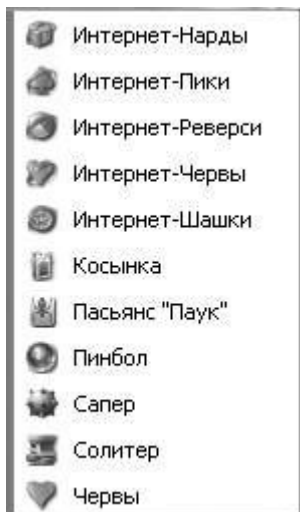 Интернет-Нарды
Интернет-Пики
Интернет-Реверси
Интернет-Червы
Интернет-Шашки
Косынка
Пасьянс "Паук"
Пинбол
Сапер
Солитер
Червы